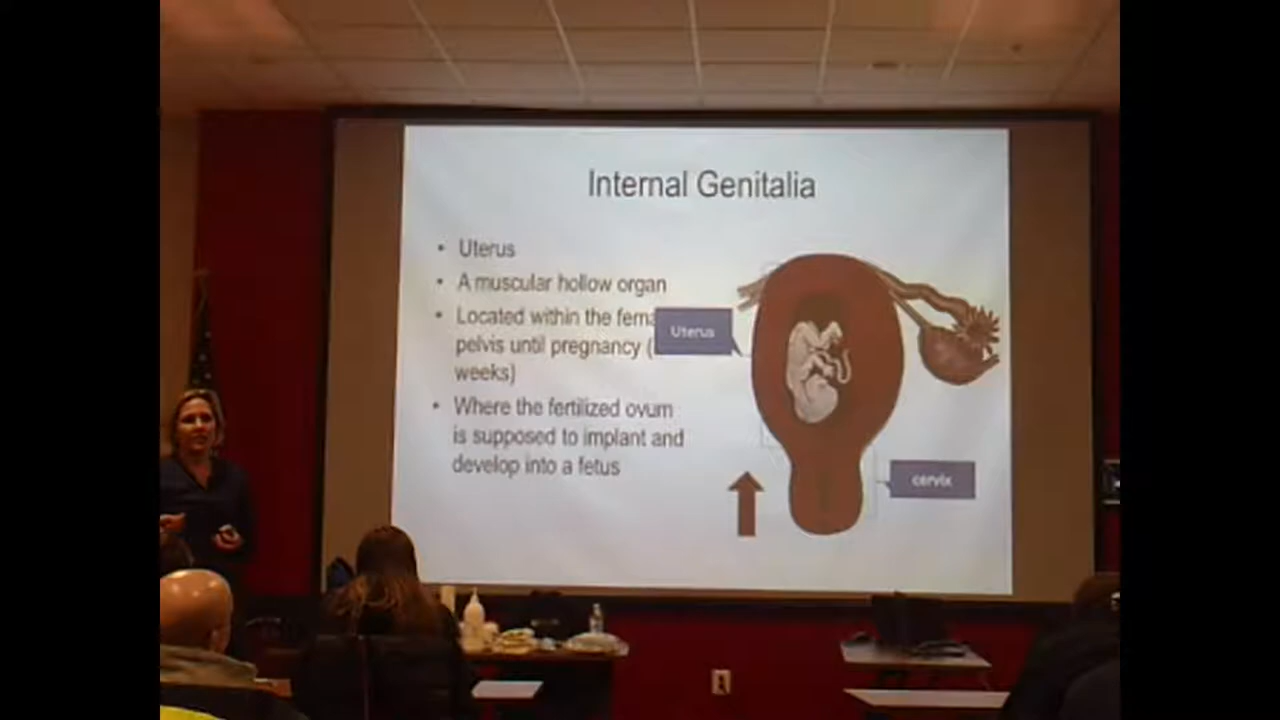 Internal Genitalia
• Uterus
• A muscular hollow organ
• Located within the fema
pelvis until pregnancy (
weeks)
• Where the fertilized ovum
is supposed to implant and
develop into a fetus
Uterus
cervix